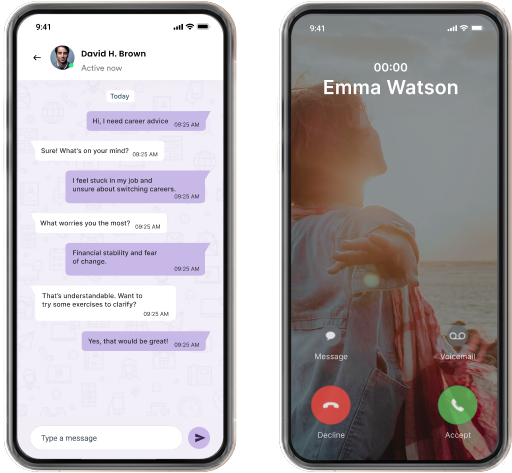 9:41
David H. Brown
Active now
Today
Hi, I need career advice
09:25 AM
Sure! What's on your mind?
09:25 AM
I feel stuck in my job and
unsure about switching careers.
09:25 AM
What worries you the most?
09:25 AM
Financial stability and fear
of change.
09:25 AM
That's understandable. Want to
try some exercises to clarify?
09:25 AM
Yes, that would be great!
09:25 AM
Type a message
9:41
00:00
Emma Watson
Message
Voicemail
Decline
Accept